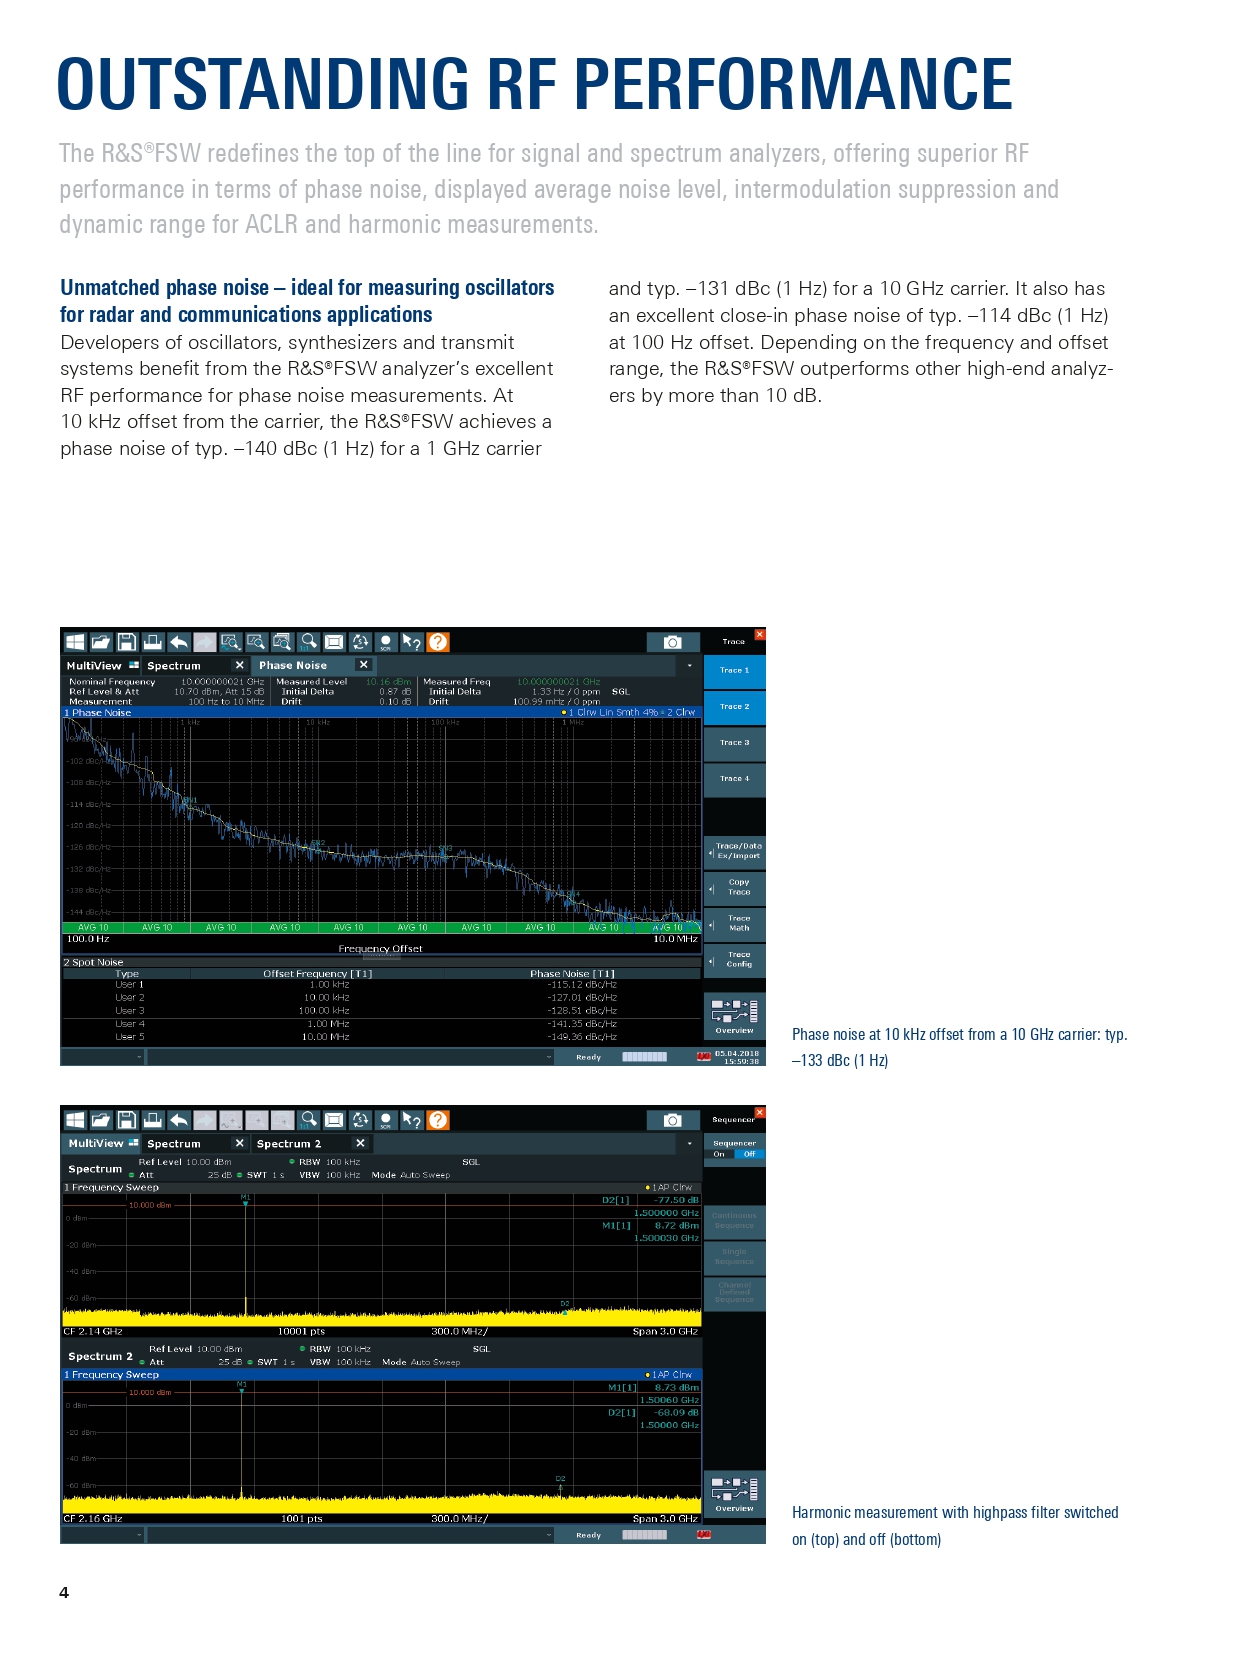 OUTSTANDING RF PERFORMANCE
The R&S®FSW redefines the top of the line for signal and spectrum analyzers, offering superior RF
performance in terms of phase noise, displayed average noise level, intermodulation suppression and
dynamic range for ACLR and harmonic measurements.
Unmatched phase noise – ideal for measuring oscillators
for radar and communications applications
Developers of oscillators, synthesizers and transmit
systems benefit from the R&S®FSW analyzer's excellent
RF performance for phase noise measurements. At
10 kHz offset from the carrier, the R&S®FSW achieves a
phase noise of typ. –140 dBc (1 Hz) for a 1 GHz carrier
and typ. –131 dBc (1 Hz) for a 10 GHz carrier. It also has
an excellent close-in phase noise of typ. –114 dBc (1 Hz)
at 100 Hz offset. Depending on the frequency and offset
range, the R&S®FSW outperforms other high-end analyz-
ers by more than 10 dB.
Trace
MultiView Spectrum Phase Noise
Nominal Frequency 10.000000021 GHz Measured Level 10.16 dBm Measured Freq 10.000000021 GHz
Ref Level & Att 10.70 dBm, Att 15 dB Initial Delta 0.87 dB Initial Delta 1.33 Hz / 0 ppm SGL
Measurement 100 Hz to 10 MHz Drift 0.10 dB Drift 100.99 mHz / 0 ppm
1 Phase Noise 1 Clrw Lin Smth 4% 2 Clrw
1 kHz 10 kHz 100 kHz 1 MHz
-102 dBc/Hz
-108 dBc/Hz
-114 dBc/Hz
SN1
-120 dBc/Hz
-126 dBc/Hz
SN2 SN3
-132 dBc/Hz
-138 dBc/Hz
SN4
-144 dBc/Hz
AVG 10 AVG 10 AVG 10 AVG 10 AVG 10 AVG 10 AVG 10 AVG 10 AVG 10 AVG 10
100.0 Hz 10.0 MHz
Frequency Offset
2 Spot Noise
Type Offset Frequency [T1] Phase Noise [T1]
User 1 1.00 kHz -115.12 dBc/Hz
User 2 10.00 kHz -127.01 dBc/Hz
User 3 100.00 kHz -128.51 dBc/Hz
User 4 1.00 MHz -141.35 dBc/Hz
User 5 10.00 MHz -149.36 dBc/Hz
Ready 05.04.2018
15:59:38
Trace 1
Trace 2
Trace 3
Trace 4
Trace/Data
Ex/Import
Copy
Trace
Trace
Math
Trace
Config
Overview
Phase noise at 10 kHz offset from a 10 GHz carrier: typ.
–133 dBc (1 Hz)
Sequencer
MultiView Spectrum Spectrum 2
Spectrum
Ref Level 10.00 dBm RBW 100 kHz SGL
Att 25 dB SWT 1 s VBW 100 kHz Mode Auto Sweep
1 Frequency Sweep 1AP Clrw
M1
D2[1] -77.50 dB
1.500000 GHz
M1[1] 8.72 dBm
1.500030 GHz
10.000 dBm
0 dBm
-20 dBm
-40 dBm
-60 dBm
D2
CF 2.14 GHz 10001 pts 300.0 MHz/ Span 3.0 GHz
Spectrum 2
Ref Level 10.00 dBm RBW 100 kHz SGL
Att 25 dB SWT 1 s VBW 100 kHz Mode Auto Sweep
1 Frequency Sweep 1AP Clrw
M1
M1[1] 8.73 dBm
1.50060 GHz
D2[1] -68.09 dB
1.50000 GHz
10.000 dBm
0 dBm
-20 dBm
-40 dBm
-60 dBm
D2
CF 2.16 GHz 1001 pts 300.0 MHz/ Span 3.0 GHz
Ready
Sequencer
On Off
Continuous
Sequence
Single
Sequence
Channel
Defined
Sequence
Overview
Harmonic measurement with highpass filter switched
on (top) and off (bottom)
4